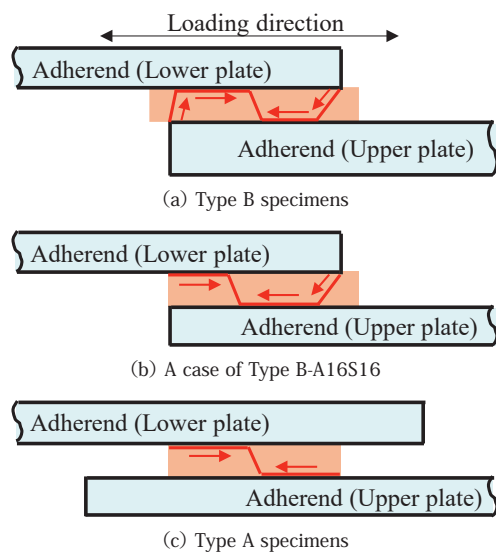 Loading direction
Adherend (Lower plate)
Adherend (Upper plate)
(a) Type B specimens
Adherend (Lower plate)
Adherend (Upper plate)
(b) A case of Type B-A16S16
Adherend (Lower plate)
Adherend (Upper plate)
(c) Type A specimens